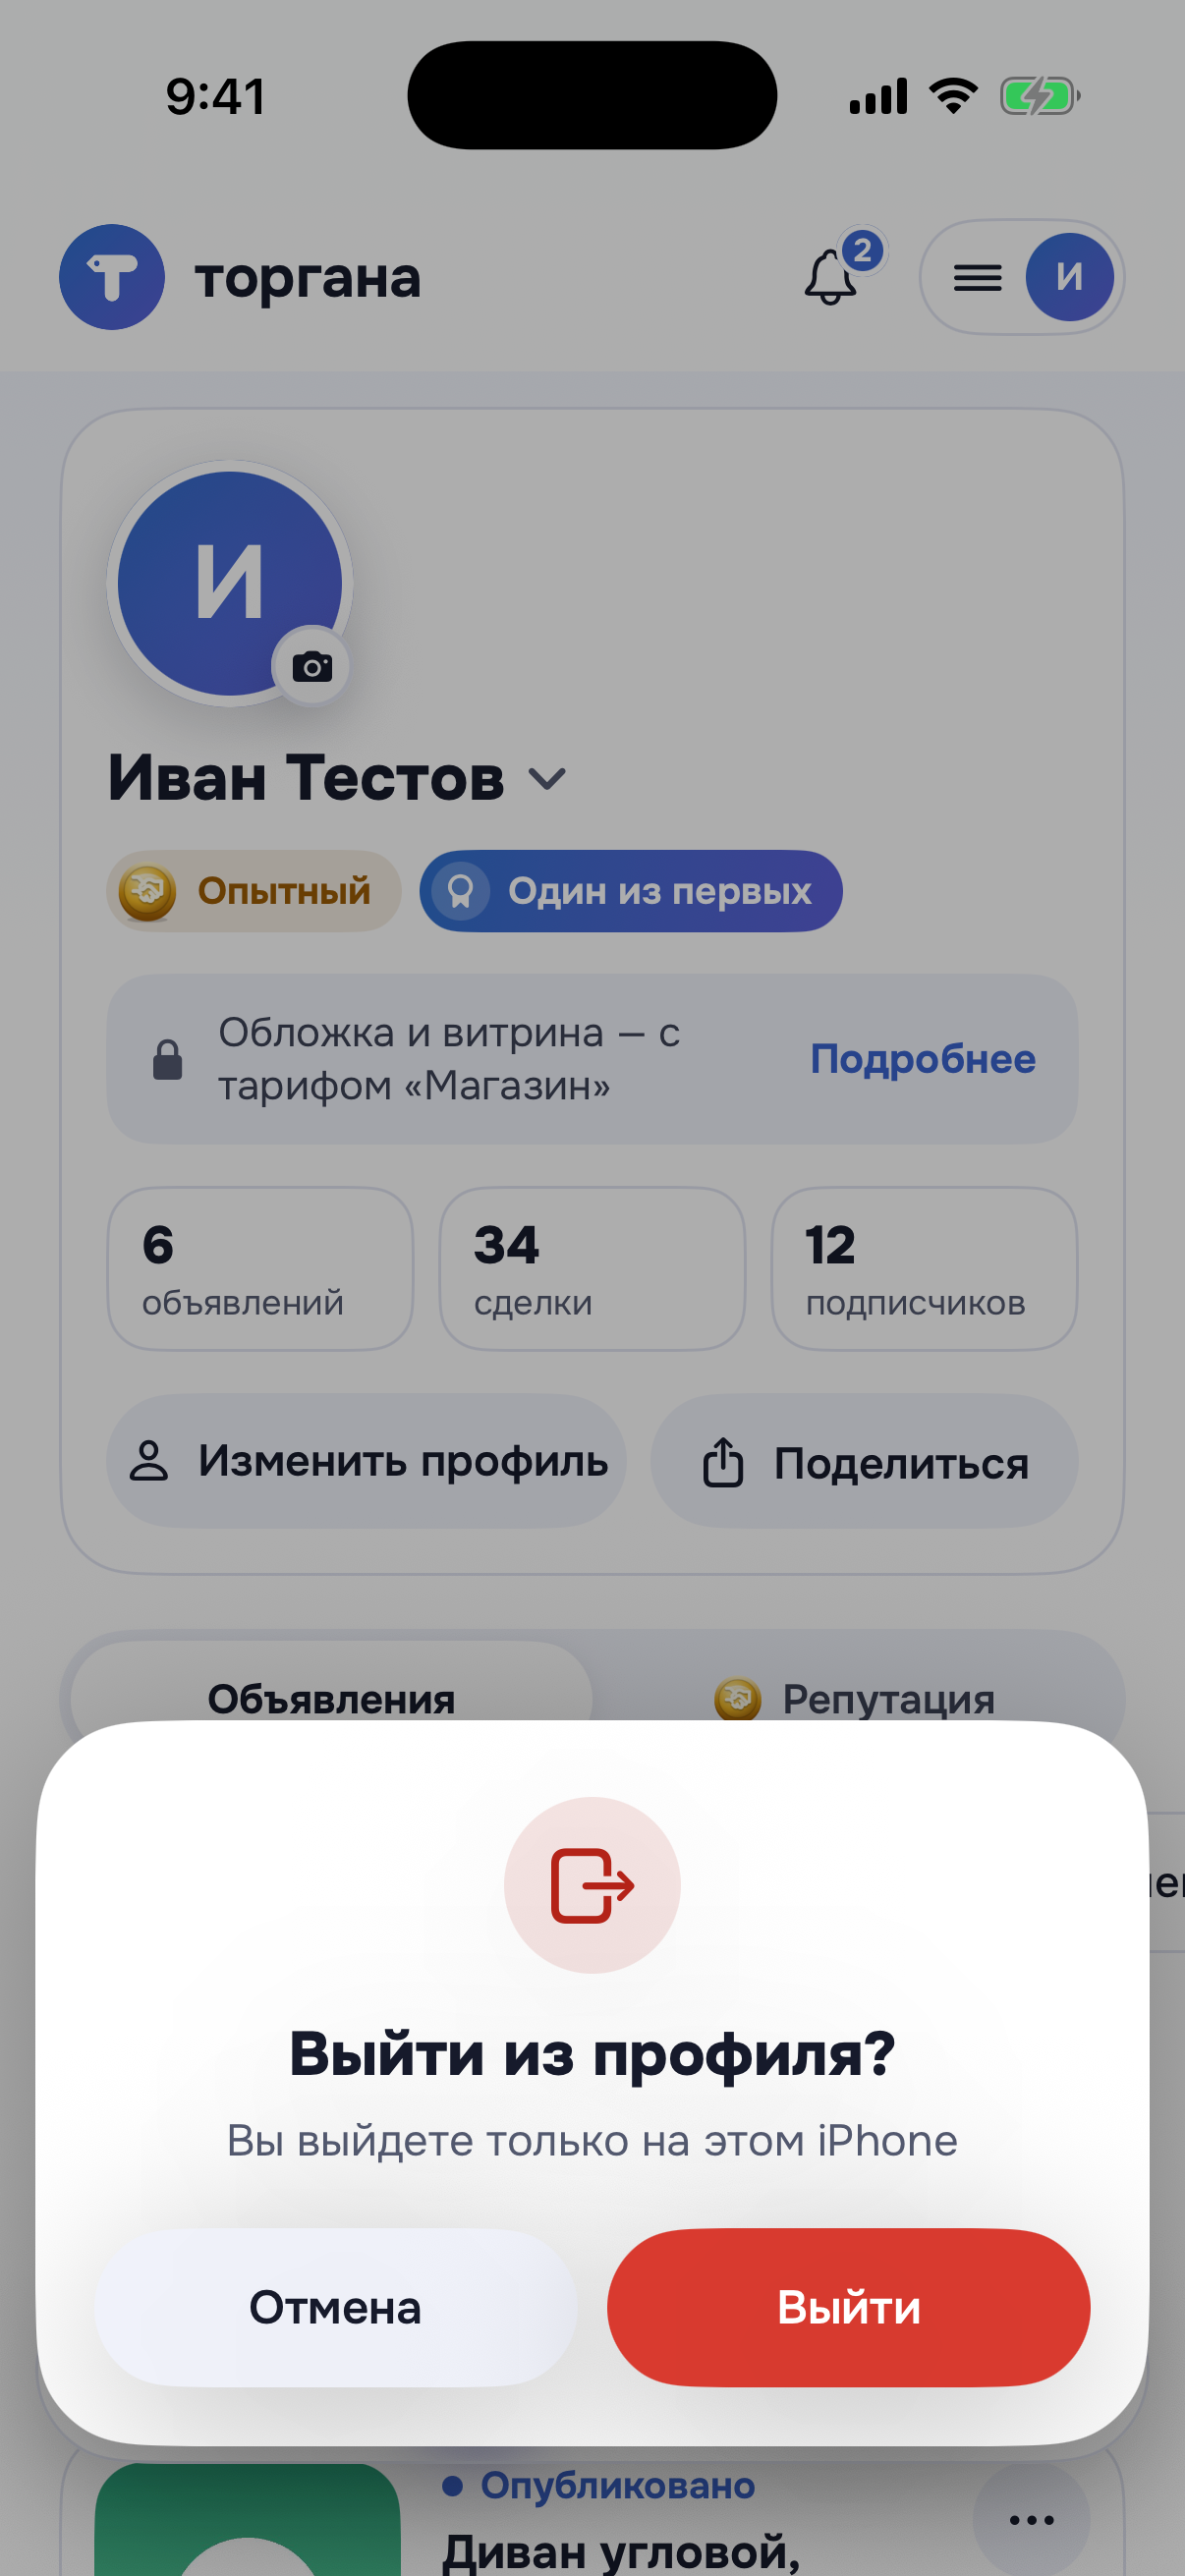 9:41
торгана
2
И
И
Иван Тестов
Опытный
Один из первых
Обложка и витрина — с
тарифом «Магазин»
Подробнее
6
объявлений
34
сделки
12
подписчиков
Изменить профиль
Поделиться
Объявления
Репутация
Выйти из профиля?
Вы выйдете только на этом iPhone
Отмена
Выйти
Опубликовано
Диван угловой,